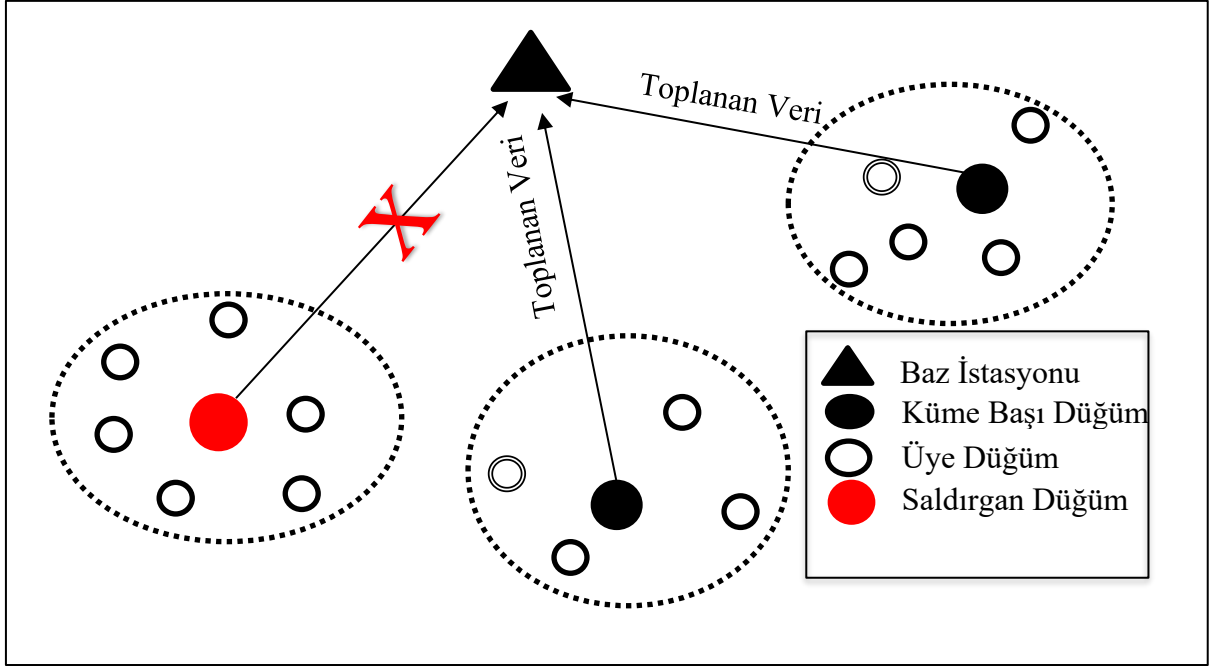 Toplanan Veri
Toplanan Veri
X
Baz İstasyonu
Küme Başı Düğüm
Üye Düğüm
Saldırgan Düğüm